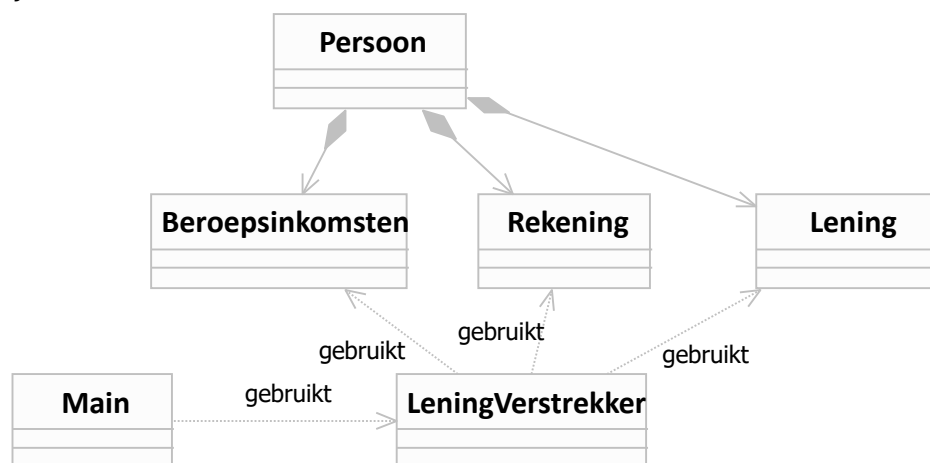 Persoon
Beroepsinkomsten
Rekening
Lening
gebruikt
gebruikt
gebruikt
gebruikt
Main
LeningVerstrekker